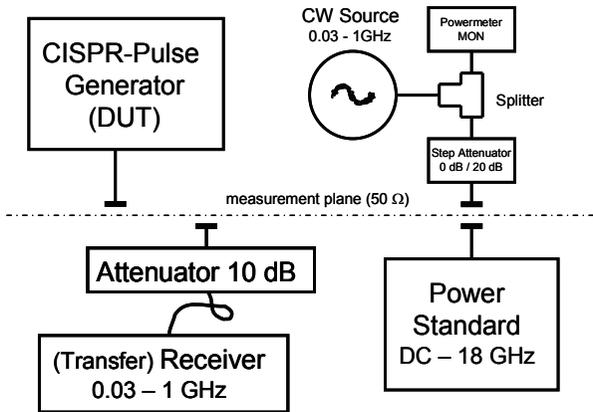 CISPR-Pulse
Generator
(DUT)
CW Source
0.03 - 1GHz
Powermeter
MON
Splitter
Step Attenuator
0 dB / 20 dB
measurement plane (50 Ω)
Attenuator 10 dB
(Transfer) Receiver
0.03 – 1 GHz
Power
Standard
DC – 18 GHz